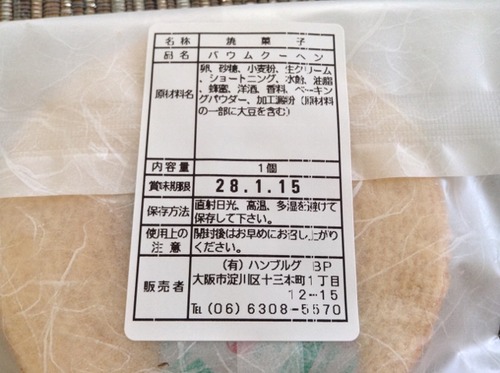 名称 焼菓子
品名 バウムクーヘン
原材料名 卵、砂糖、小麦粉、生クリーム
、ショートニング、水飴、油脂
、蜂蜜、洋酒、香料、ベーキン
グパウダー、加工澱粉(原材料
の一部に大豆を含む)
内容量 1個
賞味期限 28.1.15
保存方法 直射日光、高温、多湿を避けて
保存して下さい。
使用上の注意 開封後はお早めにお召し上がり
ください。
販売者 (有)ハンブルグ BP
大阪市淀川区十三本町1丁目
12-15
TEL (06) 6308-5570